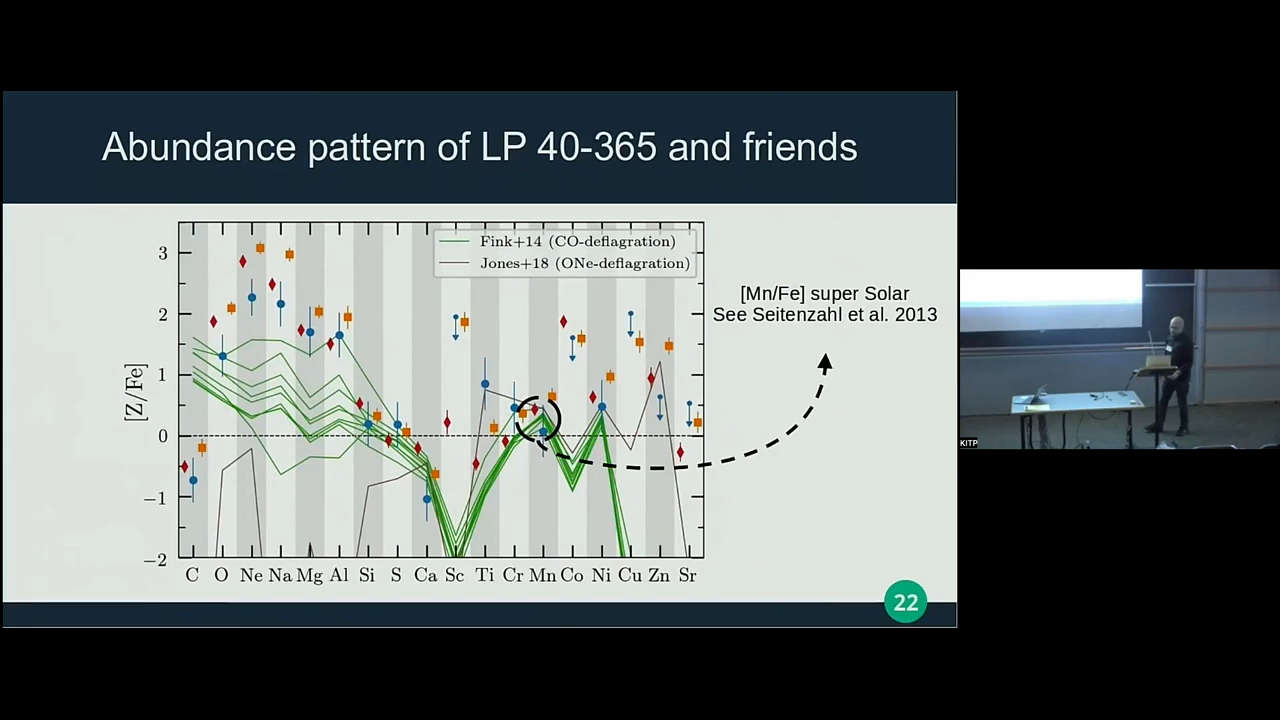 Abundance pattern of LP 40-365 and friends
Fink+14 (CO-deflagration)
Jones+18 (ONe-deflagration)
[Mn/Fe] super Solar
See Seitenzahl et al. 2013
[Z/Fe]
3
2
1
0
−1
−2
C O Ne Na Mg Al Si S Ca Sc Ti Cr Mn Co Ni Cu Zn Sr
22
KITP